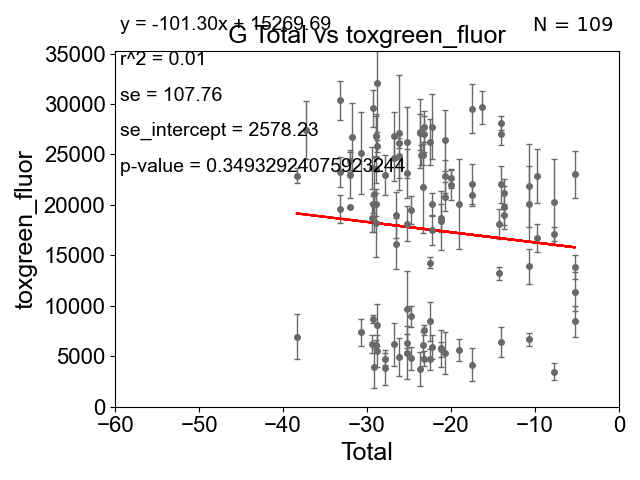 y = -101.30x + 15269.69
G Total vs toxgreen_fluor
N = 109
r^2 = 0.01
se = 107.76
se_intercept = 2578.23
p-value = 0.34932924075923244
toxgreen_fluor
35000
30000
25000
20000
15000
10000
5000
0
−60
−50
−40
−30
−20
−10
0
Total